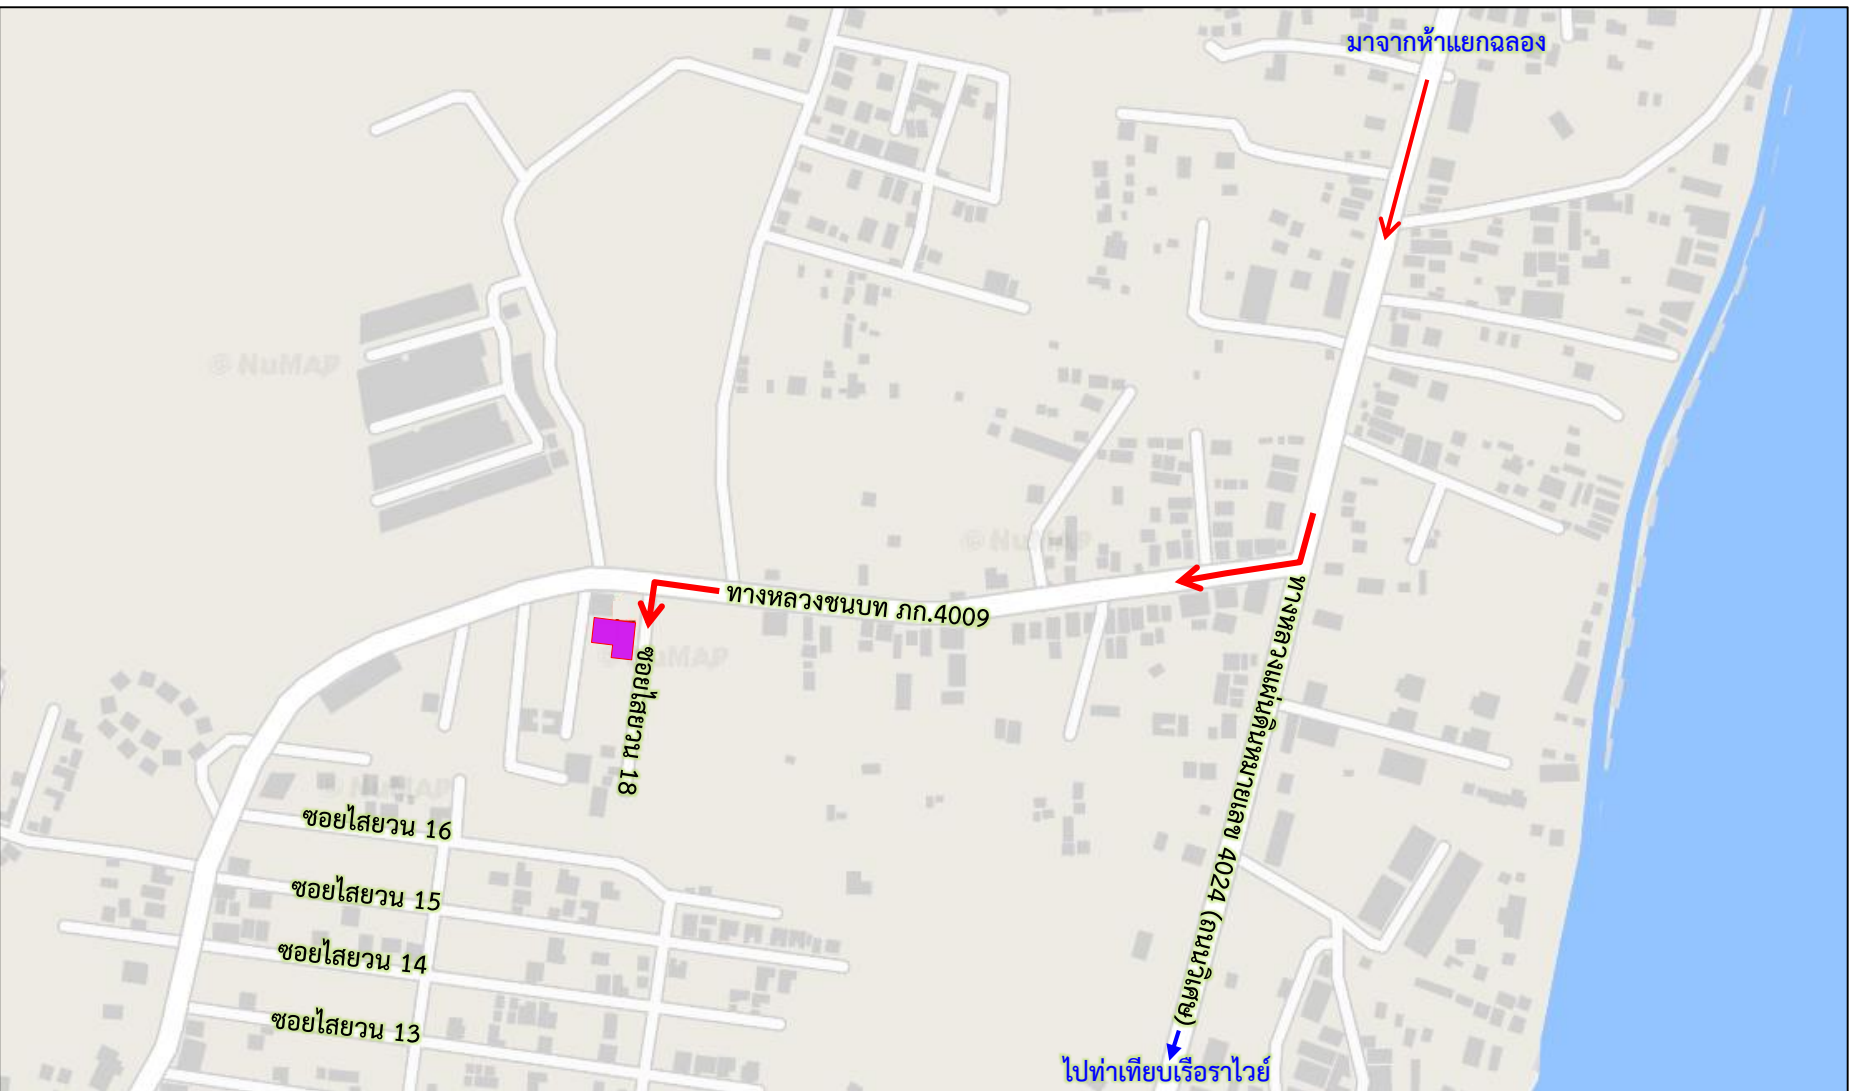 มาจากห้าแยกฉลอง
© NuMAP
© NuMAP
ทางหลวงชนบท ภก.4009
ทางหลวงแผ่นดินหมายเลข 4024 (ถนนวิเศษ)
© NuMAP
ซอยไสยวน 18
© NuMAP
ซอยไสยวน 16
ซอยไสยวน 15
ซอยไสยวน 14
ซอยไสยวน 13
ไปท่าเทียบเรือราไวย์